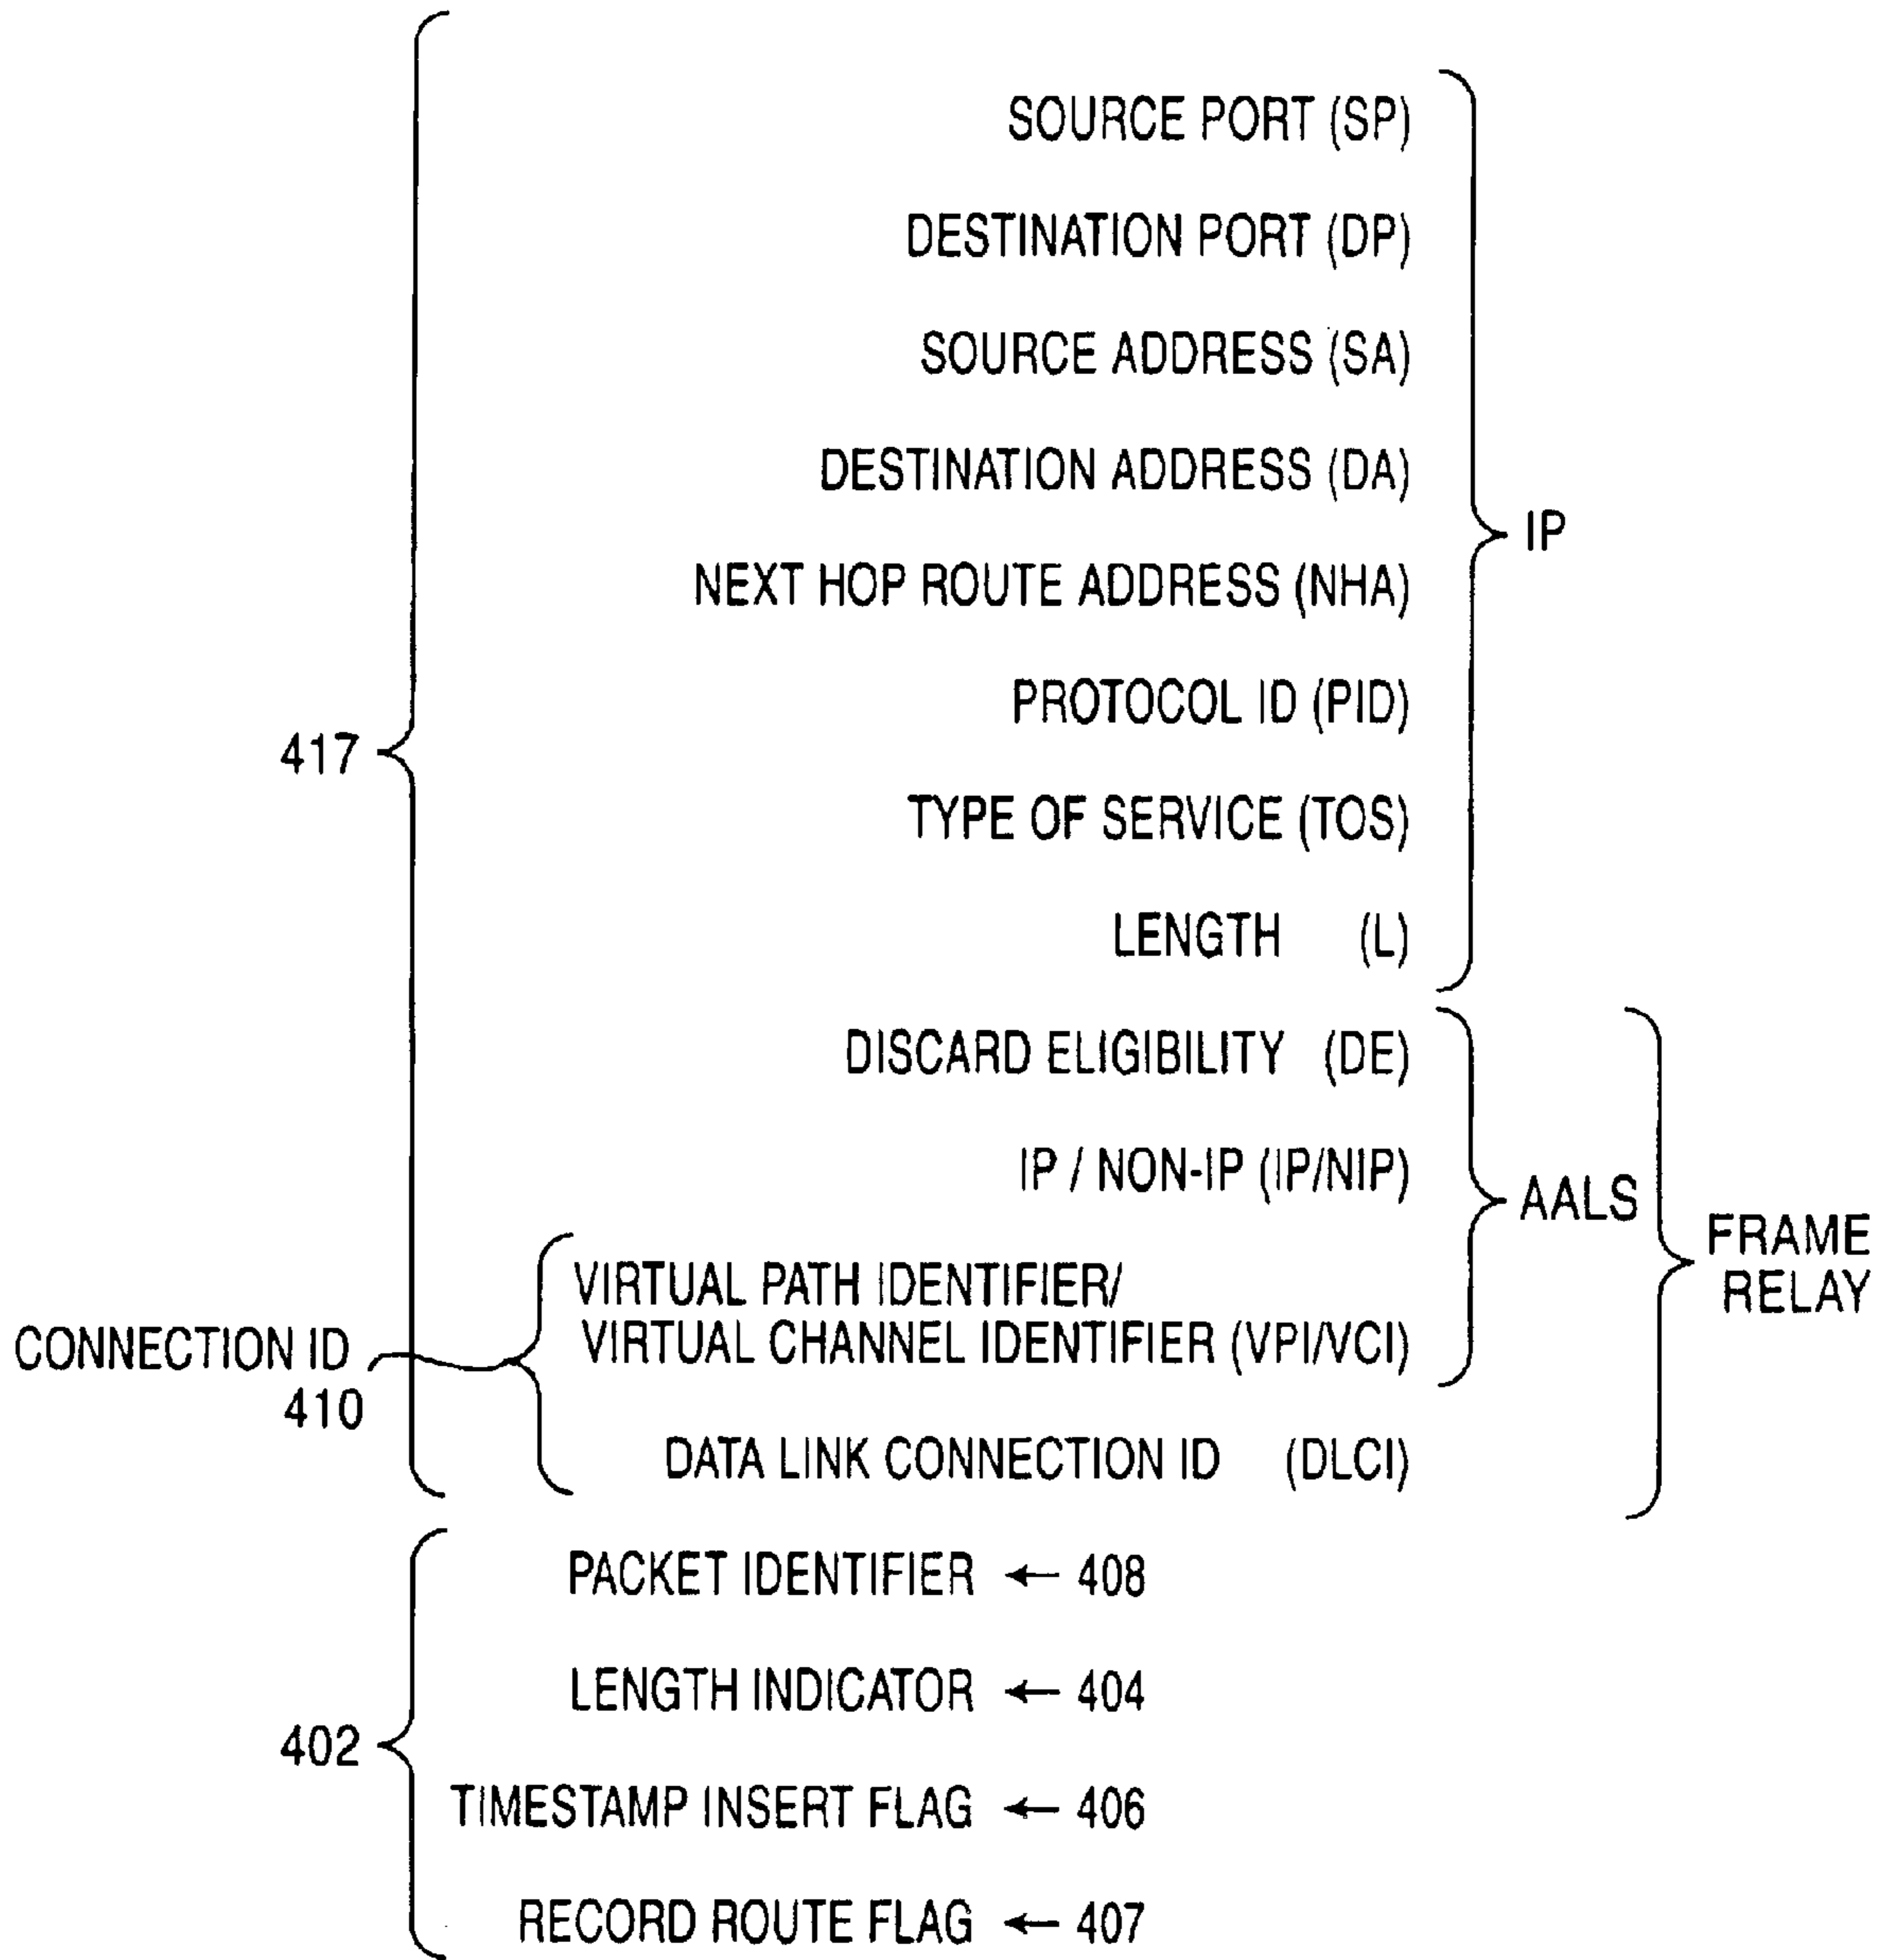 SOURCE PORT (SP)
DESTINATION PORT (DP)
SOURCE ADDRESS (SA)
DESTINATION ADDRESS (DA)
IP
NEXT HOP ROUTE ADDRESS (NHA)
PROTOCOL ID (PID)
417
TYPE OF SERVICE (TOS)
LENGTH (L)
DISCARD ELIGIBILITY (DE)
IP / NON-IP (IP/NIP)
AALS
FRAME
RELAY
VIRTUAL PATH IDENTIFIER/
VIRTUAL CHANNEL IDENTIFIER (VPI/VCI)
CONNECTION ID
410
DATA LINK CONNECTION ID (DLCI)
PACKET IDENTIFIER ← 408
LENGTH INDICATOR ← 404
402
TIMESTAMP INSERT FLAG ← 406
RECORD ROUTE FLAG ← 407